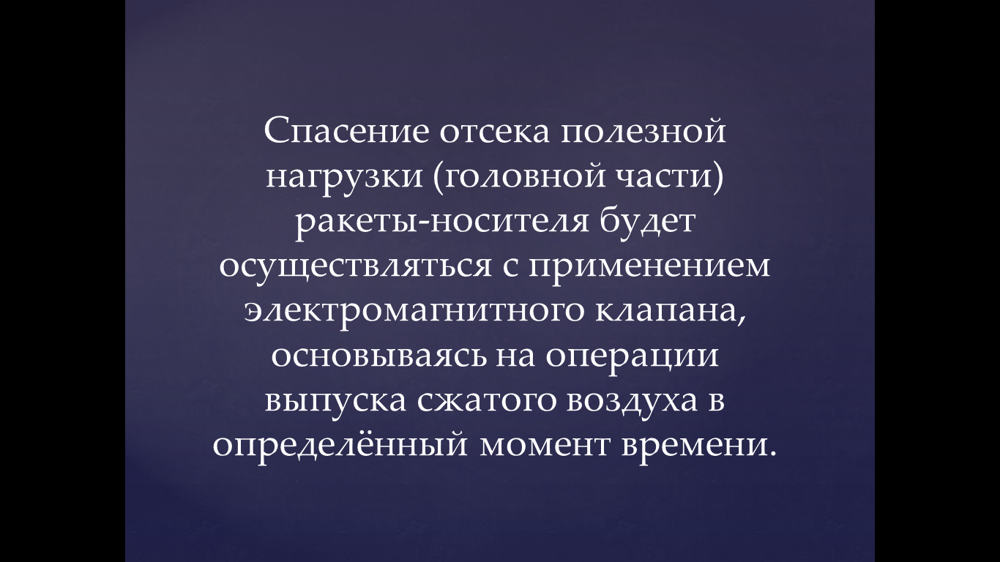 Спасение отсека полезной
нагрузки (головной части)
ракеты-носителя будет
осуществляться с применением
электромагнитного клапана,
основываясь на операции
выпуска сжатого воздуха в
определённый момент времени.